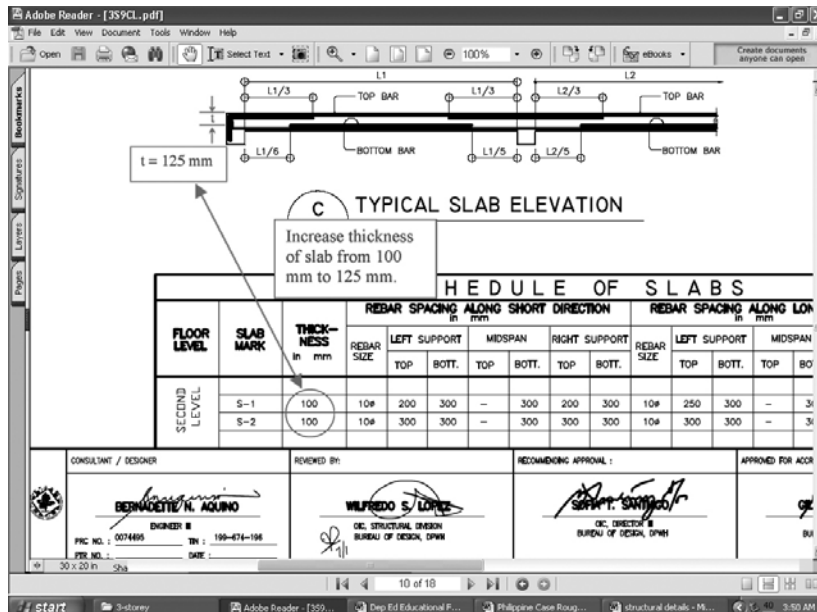 Adobe Reader - [3S9CL.pdf]
File Edit View Document Tools Window Help
Open Select Text 100% eBooks Create documents anyone can open
Bookmarks
Signatures
Layers
Pages
L1 L2
L1/3 TOP BAR L1/3 L2/3 TOP BAR
t
L1/6 BOTTOM BAR L1/5 L2/5 BOTTOM BAR
t = 125 mm
C TYPICAL SLAB ELEVATION
Increase thickness
of slab from 100
mm to 125 mm.
HEDULE OF SLABS
FLOOR LEVEL SLAB MARK THICK-NESS in mm REBAR SPACING ALONG SHORT DIRECTION in mm REBAR SPACING ALONG LON in mm
REBAR SIZE LEFT SUPPORT MIDSPAN RIGHT SUPPORT REBAR SIZE LEFT SUPPORT MIDSPAN
TOP BOTT. TOP BOTT. TOP BOTT. TOP BOTT. TOP BO
SECOND LEVEL
S-1 100 10ø 200 300 – 300 200 300 10ø 250 300 – 30
S-2 100 10ø 300 300 – 300 300 300 10ø 300 300 – 30
CONSULTANT / DESIGNER REVIEWED BY: RECOMMENDING APPROVAL : APPROVED FOR ACCR
BERNADETTE N. AQUINO WILFREDO S. LOPEZ SOFIA T. SANTIAGO
ENGINEER III OIC, STRUCTURAL DIVISION OIC, DIRECTOR III
BUREAU OF DESIGN, DPWH BUREAU OF DESIGN, DPWH BU
PRC NO. : 0074495 TIN : 199-674-196
PTR NO. : DATE :
30 x 20 in Sha
10 of 18
start 3-storey Adobe Reader - [3S9... Dep Ed Educational F... Philippine Case Roug... structural details - M... 40 3:50 AM